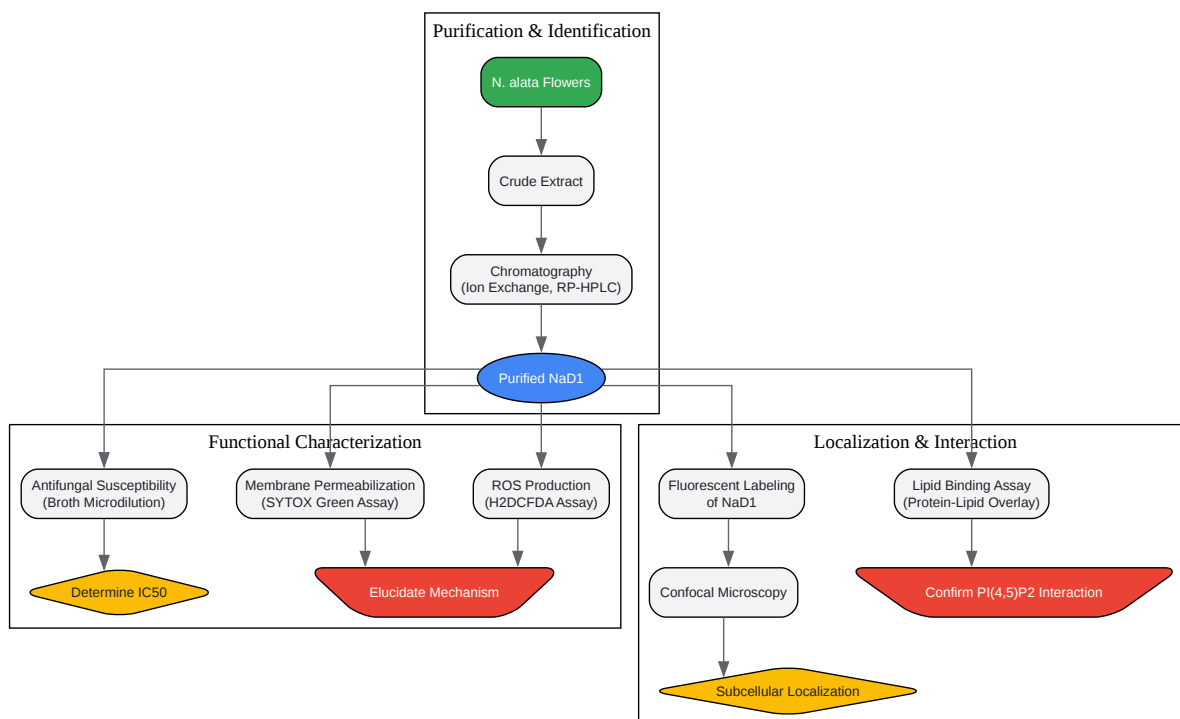 Purification & Identification
N. alata Flowers
Crude Extract
Chromatography
(Ion Exchange, RP-HPLC)
Purified NaD1
Functional Characterization
Antifungal Susceptibility
(Broth Microdilution)
Membrane Permeabilization
(SYTOX Green Assay)
ROS Production
(H2DCFDA Assay)
Determine IC50
Elucidate Mechanism
Localization & Interaction
Fluorescent Labeling
of NaD1
Lipid Binding Assay
(Protein-Lipid Overlay)
Confocal Microscopy
Confirm PI(4,5)P2 Interaction
Subcellular Localization